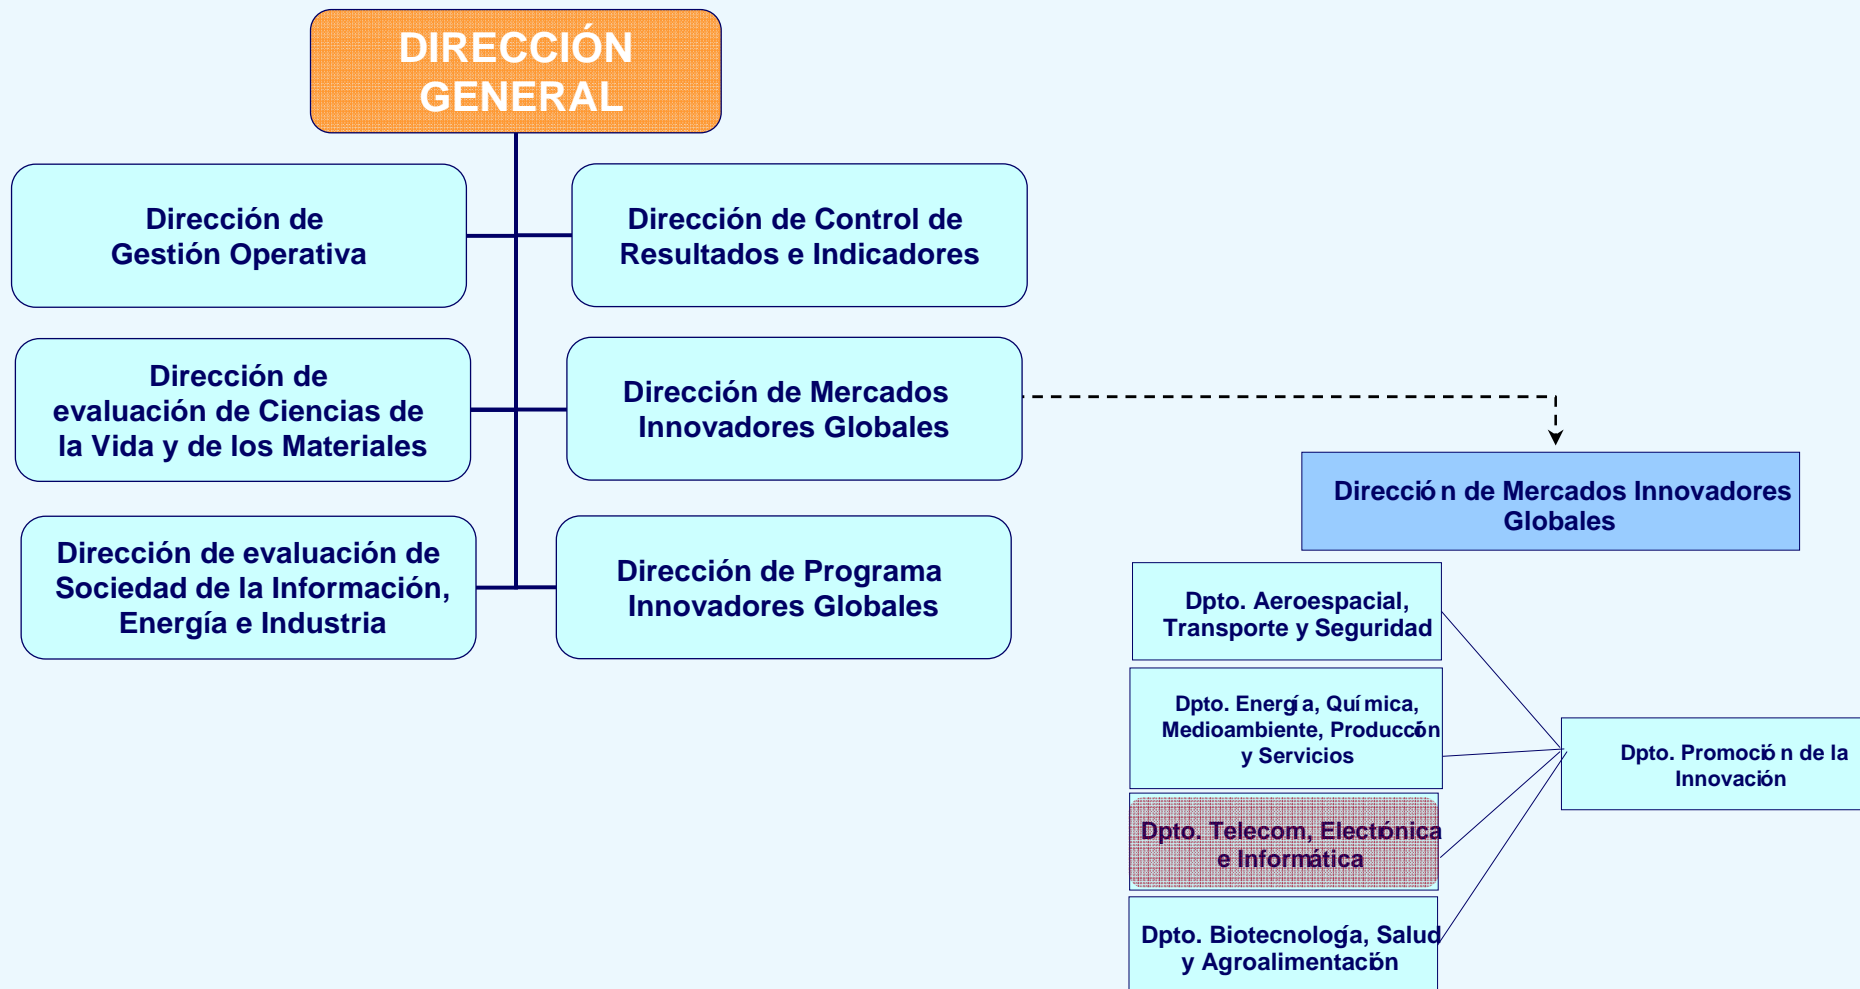 DIRECCIÓN
GENERAL
Dirección de
Gestión Operativa
Dirección de Control de
Resultados e Indicadores
Dirección de
evaluación de Ciencias de
la Vida y de los Materiales
Dirección de Mercados
Innovadores Globales
Dirección de evaluación de
Sociedad de la Información,
Energía e Industria
Dirección de Programa
Innovadores Globales
Dirección de Mercados Innovadores
Globales
Dpto. Aeroespacial,
Transporte y Seguridad
Dpto. Energía, Química,
Medioambiente, Producción
y Servicios
Dpto. Telecom, Electrónica
e Informática
Dpto. Biotecnología, Salud
y Agroalimentación
Dpto. Promoción de la
Innovación